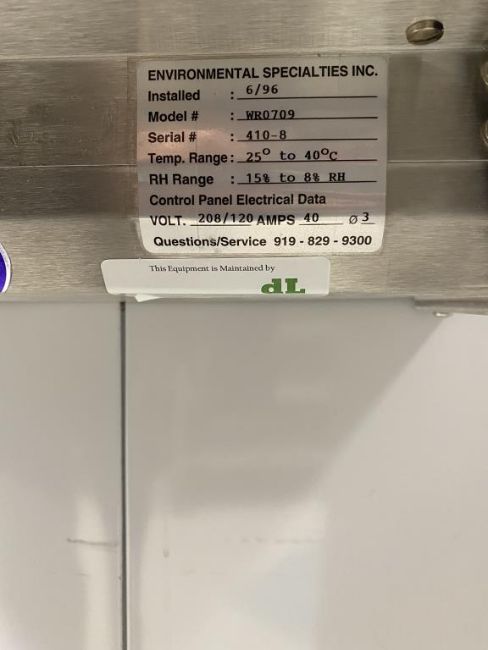 ENVIRONMENTAL SPECIALTIES INC.
Installed : 6/96
Model # : WR0709
Serial # : 410-8
Temp. Range: 25° to 40°C
RH Range : 15% to 8% RH
Control Panel Electrical Data
VOLT. 208/120 AMPS 40 ø 3
Questions/Service 919 - 829 - 9300
This Equipment is Maintained by
dL